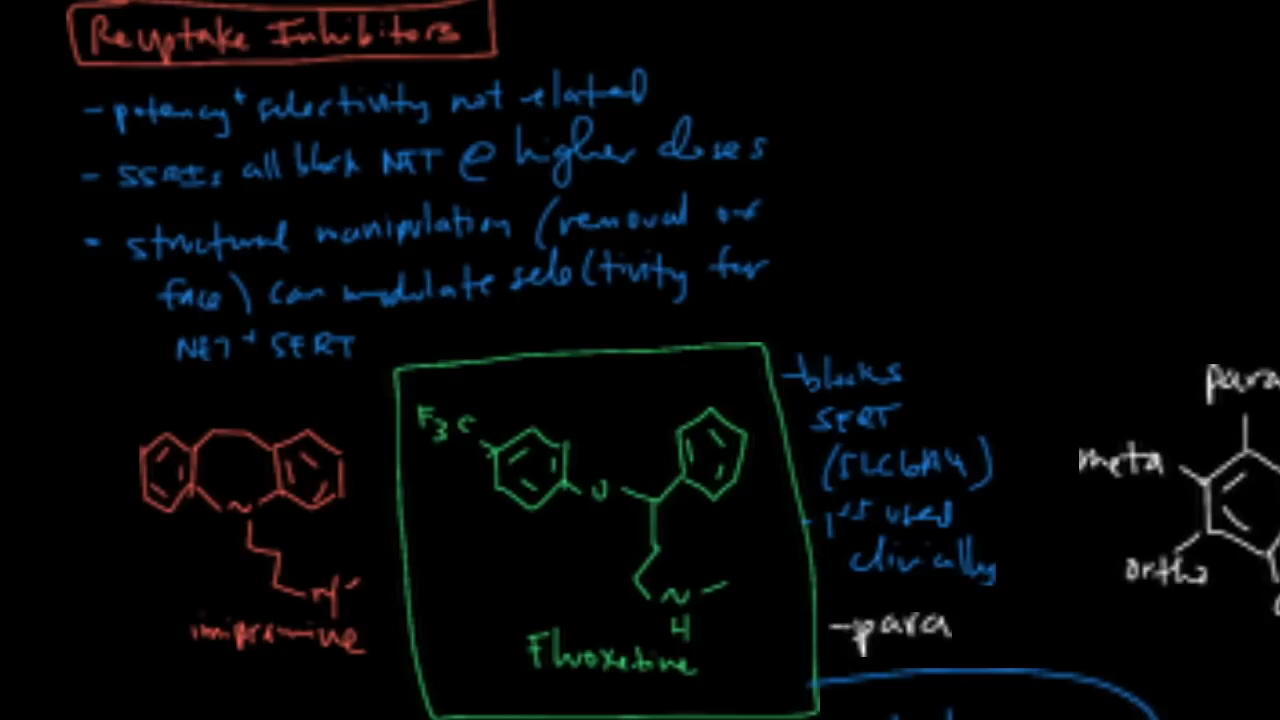 Reuptake Inhibitors
- potency + selectivity not related
- SSRIs all block NET @ higher doses
- structural manipulation (removal or
face) can modulate selectivity for
NET + SERT
- blocks
SERT
(SLC6A4)
- 1st used
clinically
F3C
O
N
H
Fluoxetine
N
N
imipramine
- para
para
meta
ortho